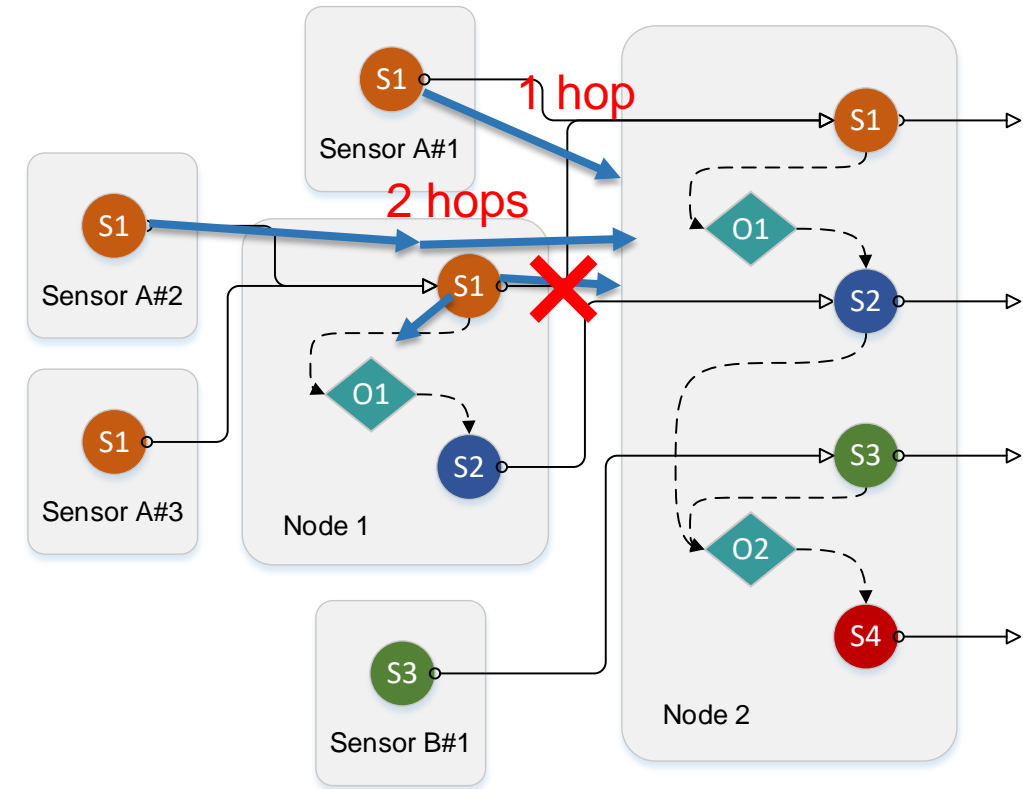 S1
Sensor A#1
1 hop
S1
Sensor A#2
2 hops
S1
O1
S2
Node 1
S1
Sensor A#3
S3
Sensor B#1
S1
O1
S2
S3
O2
S4
Node 2